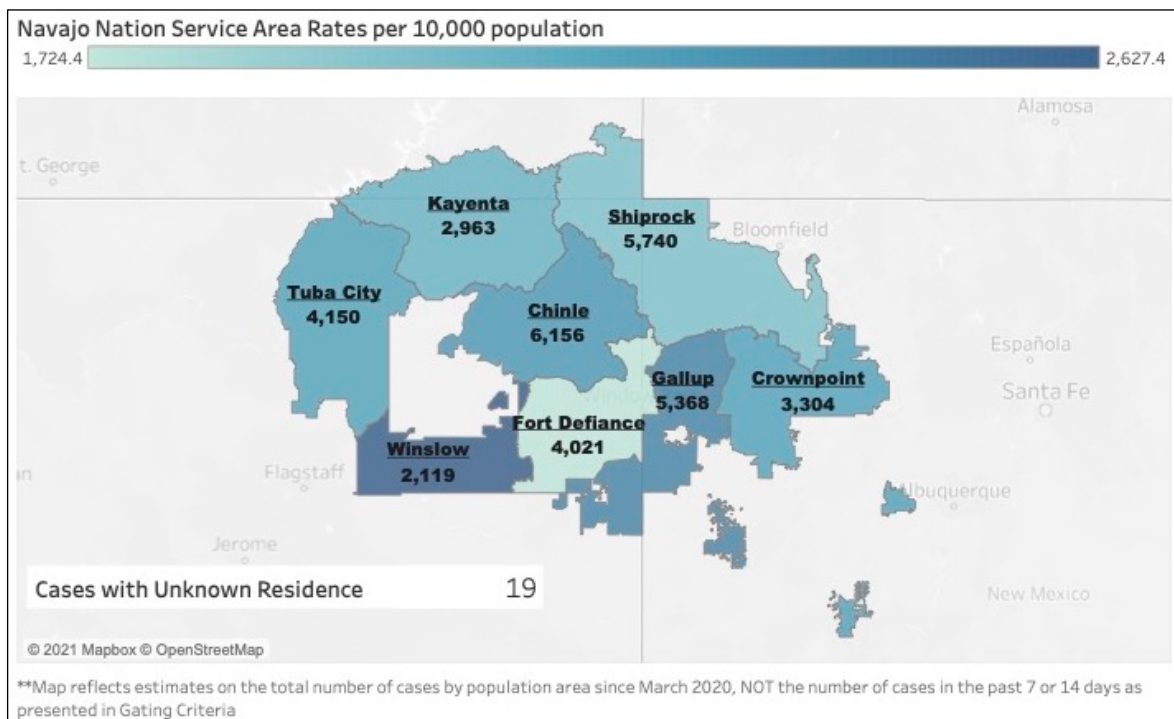 Navajo Nation Service Area Rates per 10,000 population
1,724.4
2,627.4
Alamosa
t. George
Kayenta
2,963
Shiprock
5,740
Bloomfield
Tuba City
4,150
Chinle
6,156
Española
Gallup
5,368
Crownpoint
3,304
Santa Fe
Fort Defiance
4,021
Winslow
2,119
Flagstaff
an
Albuquerque
Jerome
Cases with Unknown Residence 19
New Mexico
© 2021 Mapbox © OpenStreetMap
**Map reflects estimates on the total number of cases by population area since March 2020, NOT the number of cases in the past 7 or 14 days as
presented in Gating Criteria